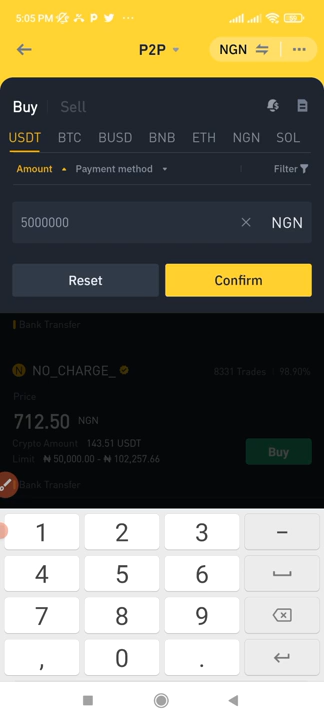 5:05 PM ...
P2P NGN ...
Buy Sell
USDT BTC BUSD BNB ETH NGN SOL
Amount Payment method Filter
5000000 NGN
Reset Confirm
Bank Transfer
N NO_CHARGE_ 8331 Trades 98.90%
Price
712.50 NGN
Crypto Amount 143.51 USDT
Limit ₦ 50,000.00 - ₦ 102,257.66
Buy
Bank Transfer
1 2 3 –
4 5 6
7 8 9
, 0 .